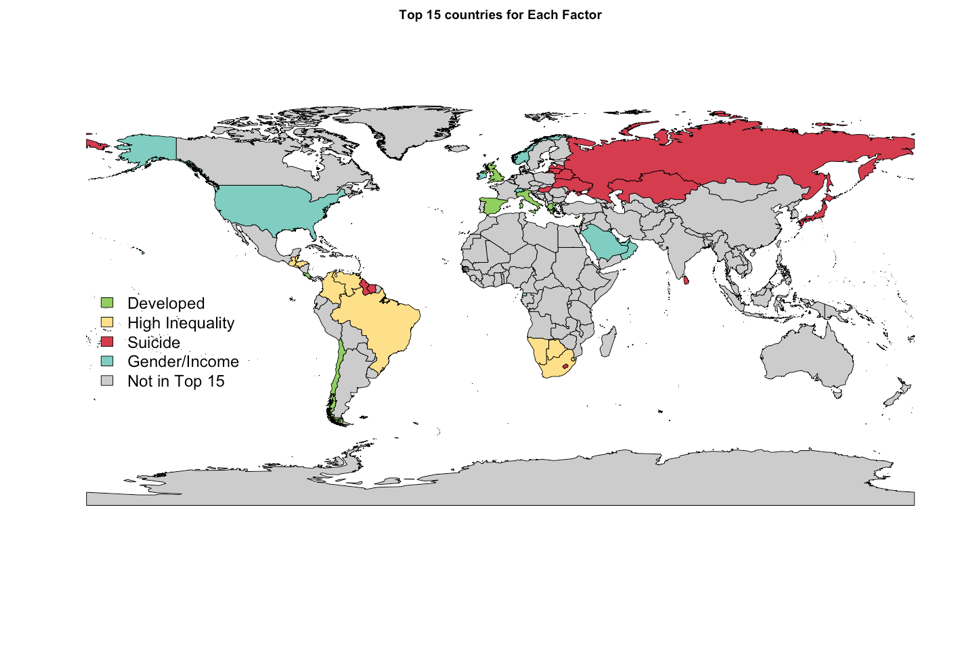 Top 15 countries for Each Factor
Developed
High Inequality
Suicide
Gender/Income
Not in Top 15